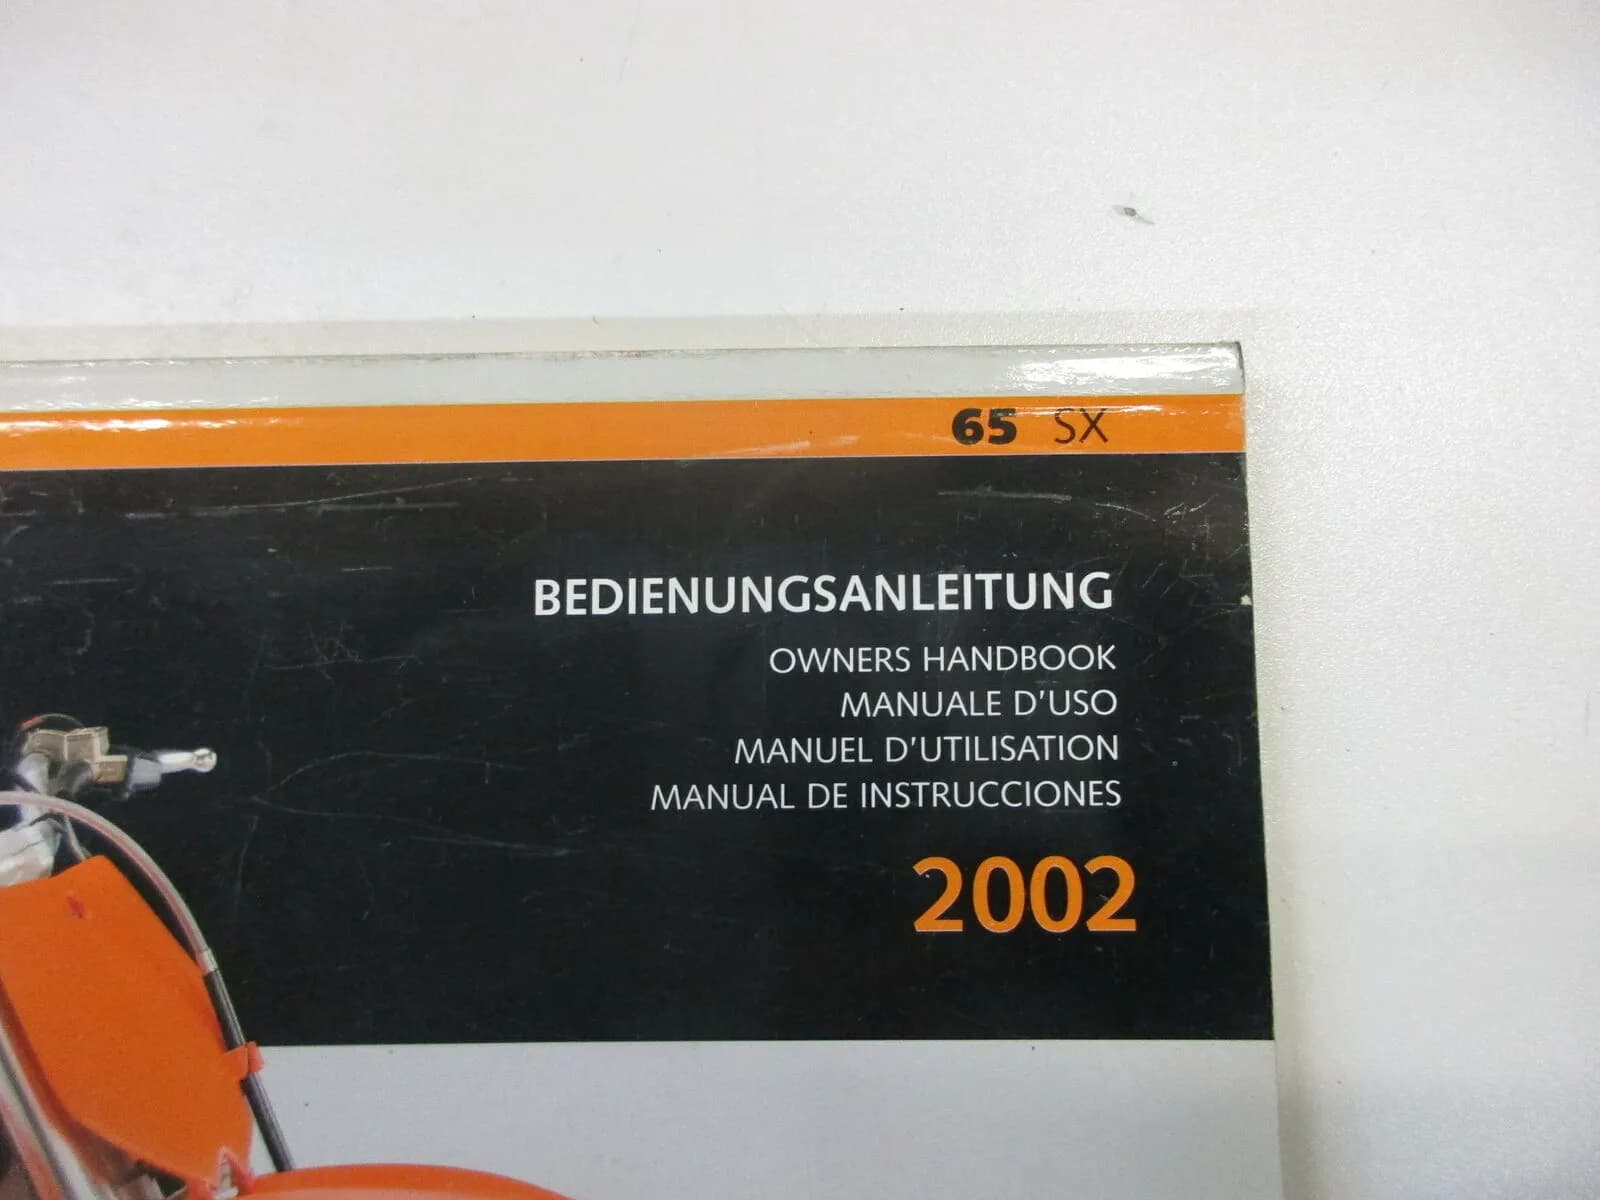 65 SX
BEDIENUNGSANLEITUNG
OWNERS HANDBOOK
MANUALE D'USO
MANUEL D'UTILISATION
MANUAL DE INSTRUCCIONES
2002